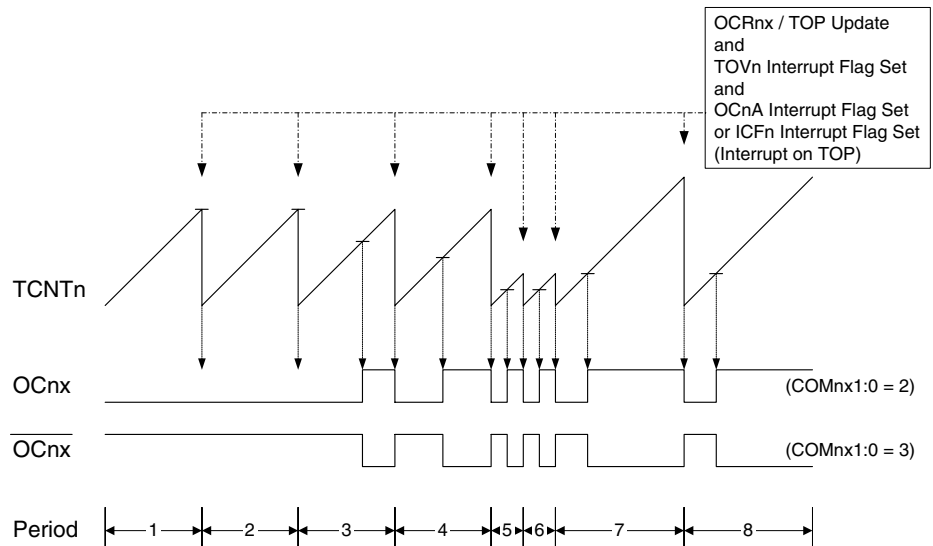 OCRnx / TOP Update
and
TOVn Interrupt Flag Set
and
OCnA Interrupt Flag Set
or ICFn Interrupt Flag Set
(Interrupt on TOP)
TCNTn
OCnx (COMnx1:0 = 2)
OCnx (COMnx1:0 = 3)
Period 1 2 3 4 5 6 7 8